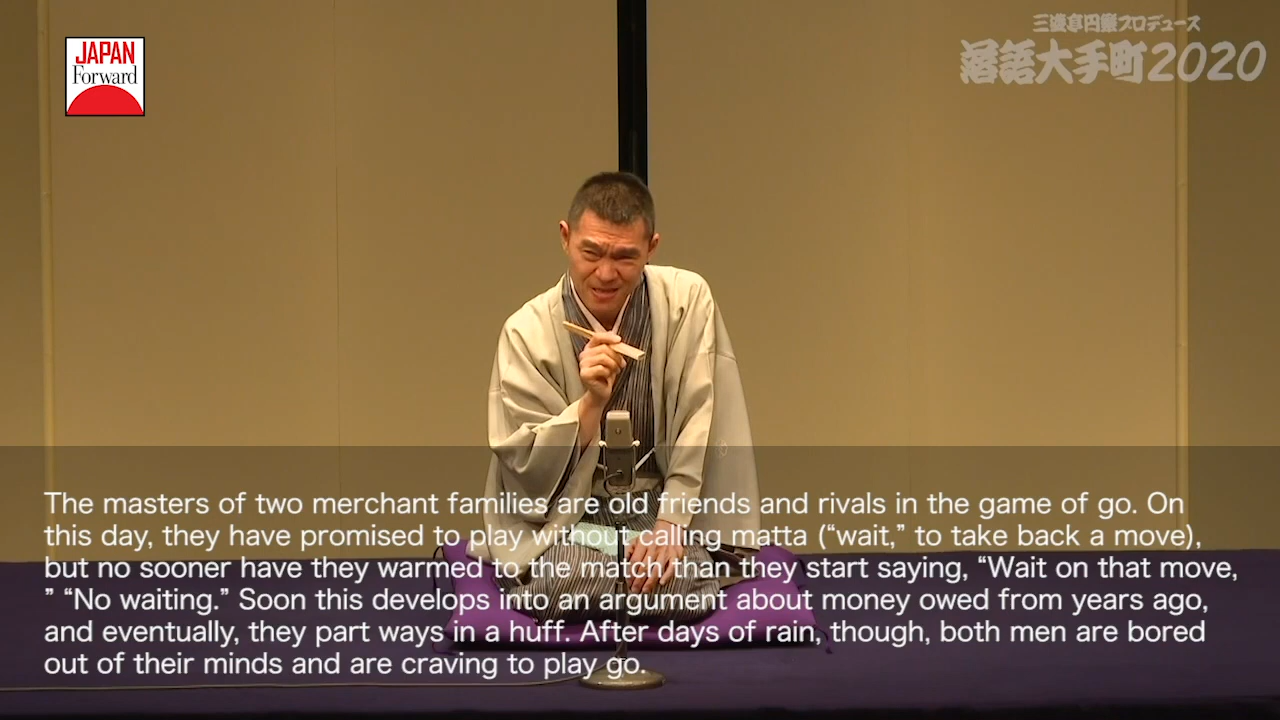 JAPAN
Forward
三遊亭円楽プロデュース
落語大手町2020
The masters of two merchant families are old friends and rivals in the game of go. On
this day, they have promised to play without calling matta (“wait,” to take back a move),
but no sooner have they warmed to the match than they start saying, “Wait on that move,
” “No waiting.” Soon this develops into an argument about money owed from years ago,
and eventually, they part ways in a huff. After days of rain, though, both men are bored
out of their minds and are craving to play go.